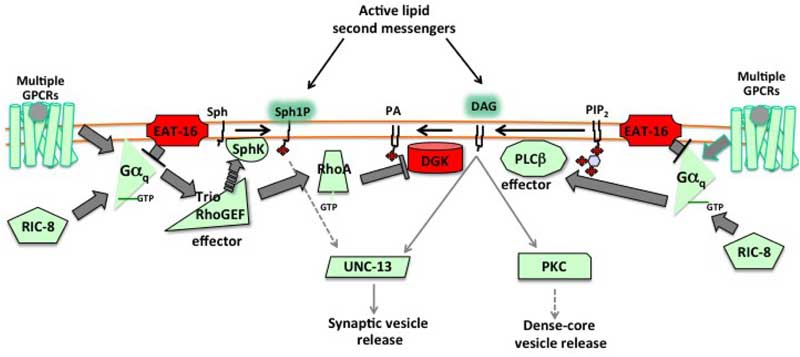 Active lipid
second messengers
Multiple
GPCRs
EAT-16
Sph
Sph1P
PA
DAG
PIP2
EAT-16
Multiple
GPCRs
SphK
DGK
PLCβ
effector
Gαq
GTP
Trio
RhoGEF
effector
RhoA
GTP
Gαq
GTP
RIC-8
RIC-8
UNC-13
PKC
Synaptic vesicle
release
Dense-core
vesicle release